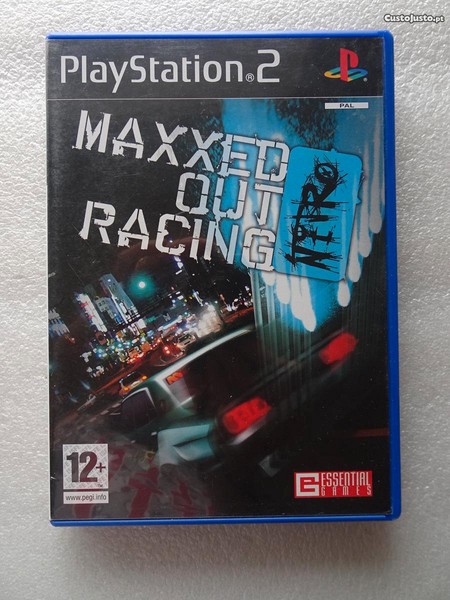 CustoJusto.pt
PlayStation®2
PAL
MAXXED
OUT
RACING
NITRO
12+
www.pegi.info
ESSENTIAL
GAMES